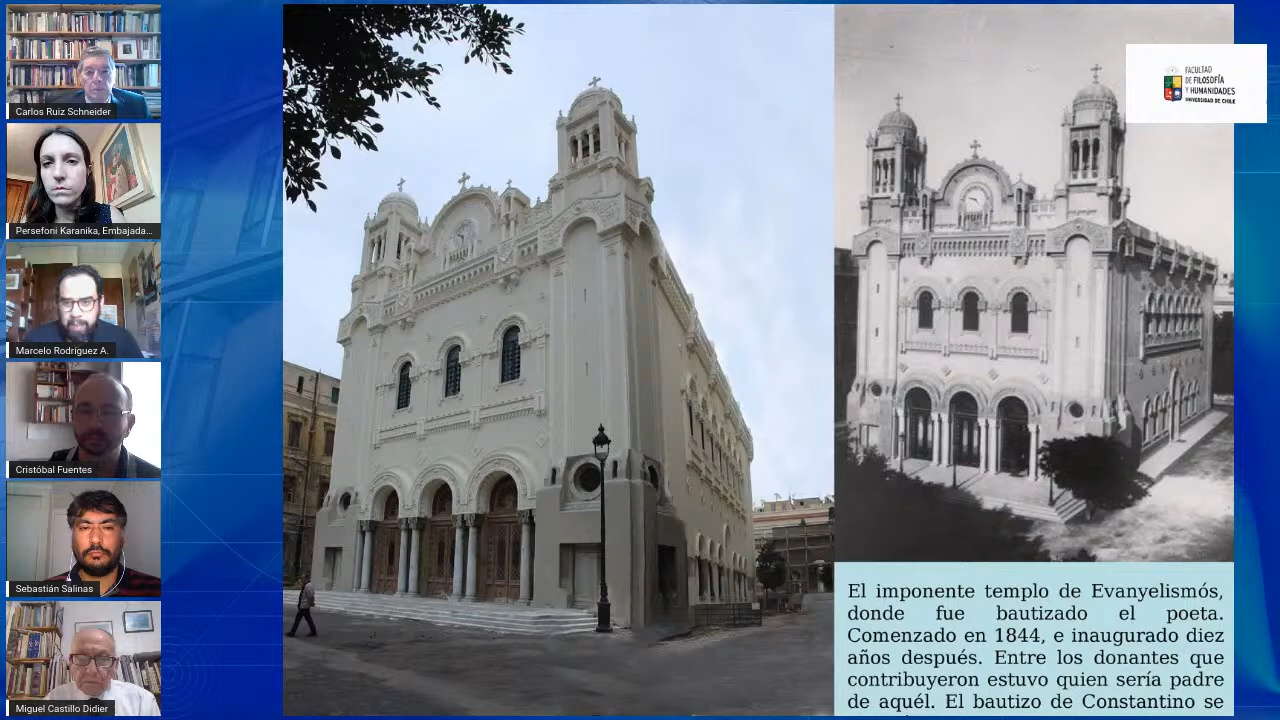 Carlos Ruiz Schneider
Persefoni Karanika, Embajada...
Marcelo Rodríguez A.
Cristóbal Fuentes
Sebastián Salinas
Miguel Castillo Didier
FACULTAD
DE FILOSOFÍA
Y HUMANIDADES
UNIVERSIDAD DE CHILE
El imponente templo de Evanyelismós,
donde fue bautizado el poeta.
Comenzado en 1844, e inaugurado diez
años después. Entre los donantes que
contribuyeron estuvo quien sería padre
de aquél. El bautizo de Constantino se